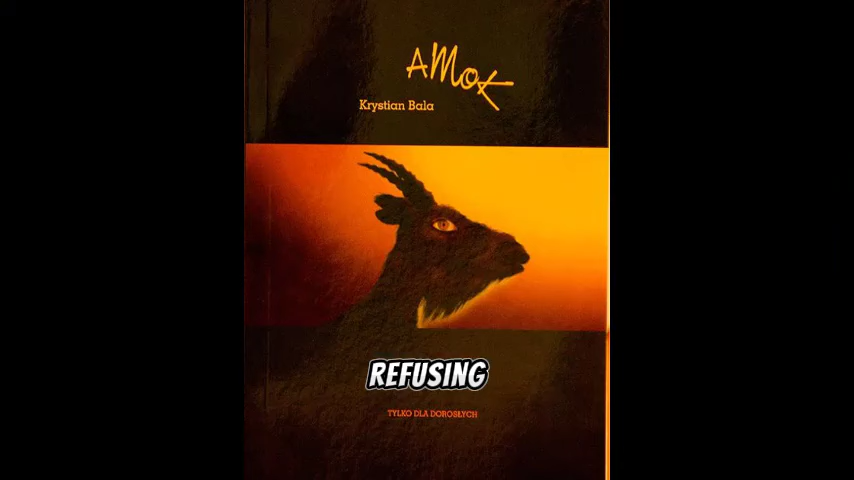 AMOK
Krystian Bala
REFUSING
TYLKO DLA DOROSŁYCH